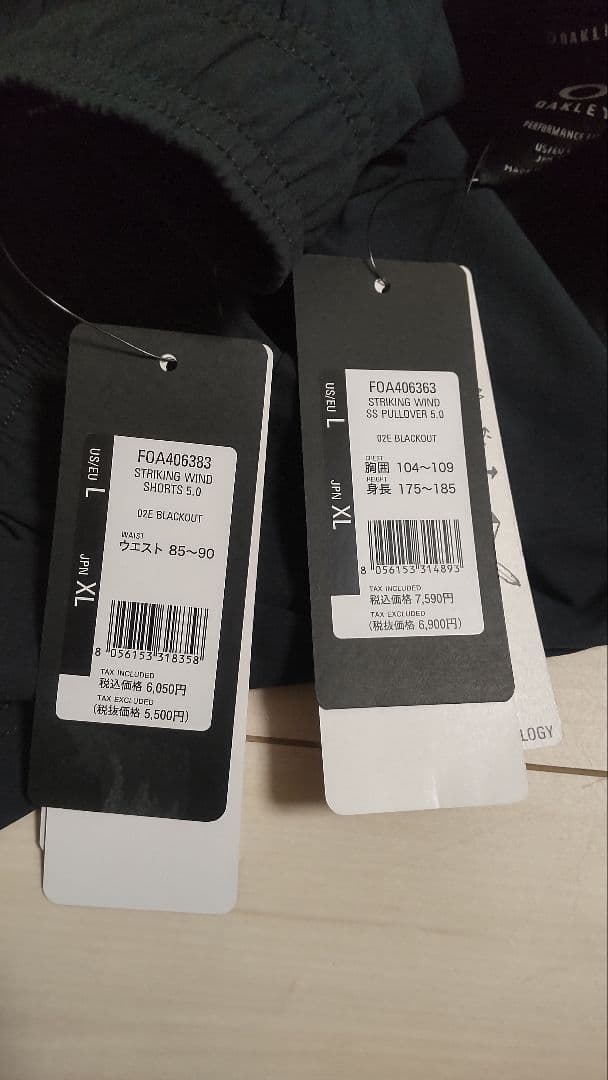 OAKLEY
PERFORMANCE
US/EU
FOA406383
STRIKING WIND
SHORTS 5.0
02E BLACKOUT
WAIST
ウエスト 85~90
US/EU L
JPN XL
8 056153 318358
TAX INCLUDED
税込価格 6,050円
TAX EXCLUDED
(税抜価格 5,500円)
FOA406363
STRIKING WIND
SS PULLOVER 5.0
02E BLACKOUT
CHEST
胸囲 104~109
HEIGHT
身長 175~185
US/EU L
JPN XL
8 056153 314893
TAX INCLUDED
税込価格 7,590円
TAX EXCLUDED
(税抜価格 6,900円)
LOGY